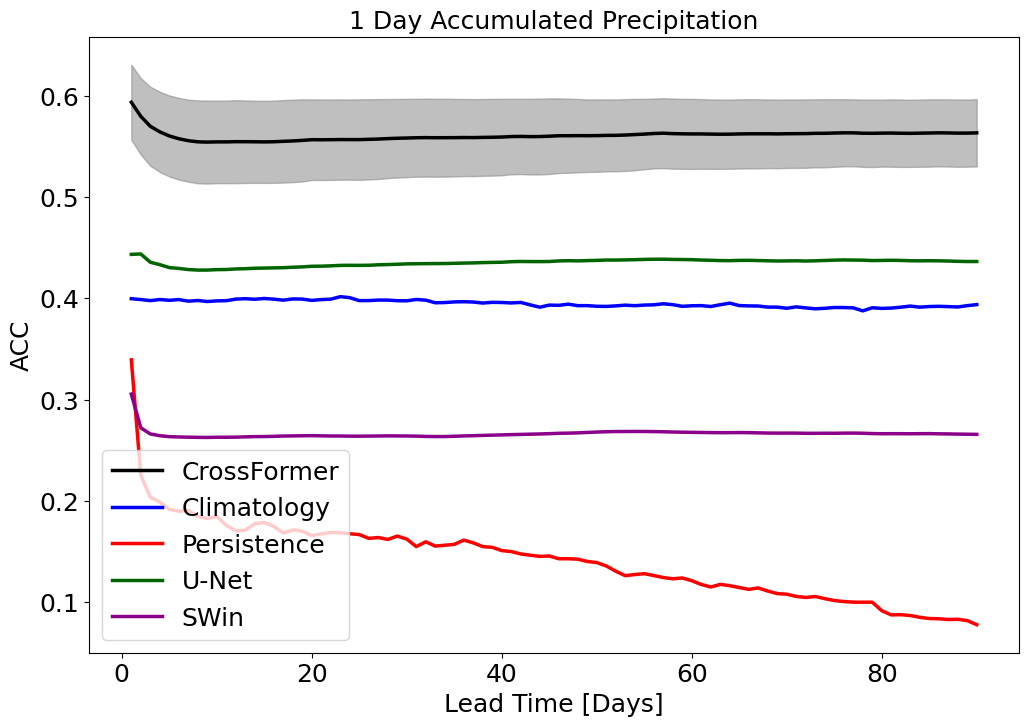 1 Day Accumulated Precipitation
ACC
0.6
0.5
0.4
0.3
0.2
0.1
CrossFormer
Climatology
Persistence
U-Net
SWin
0 20 40 60 80
Lead Time [Days]